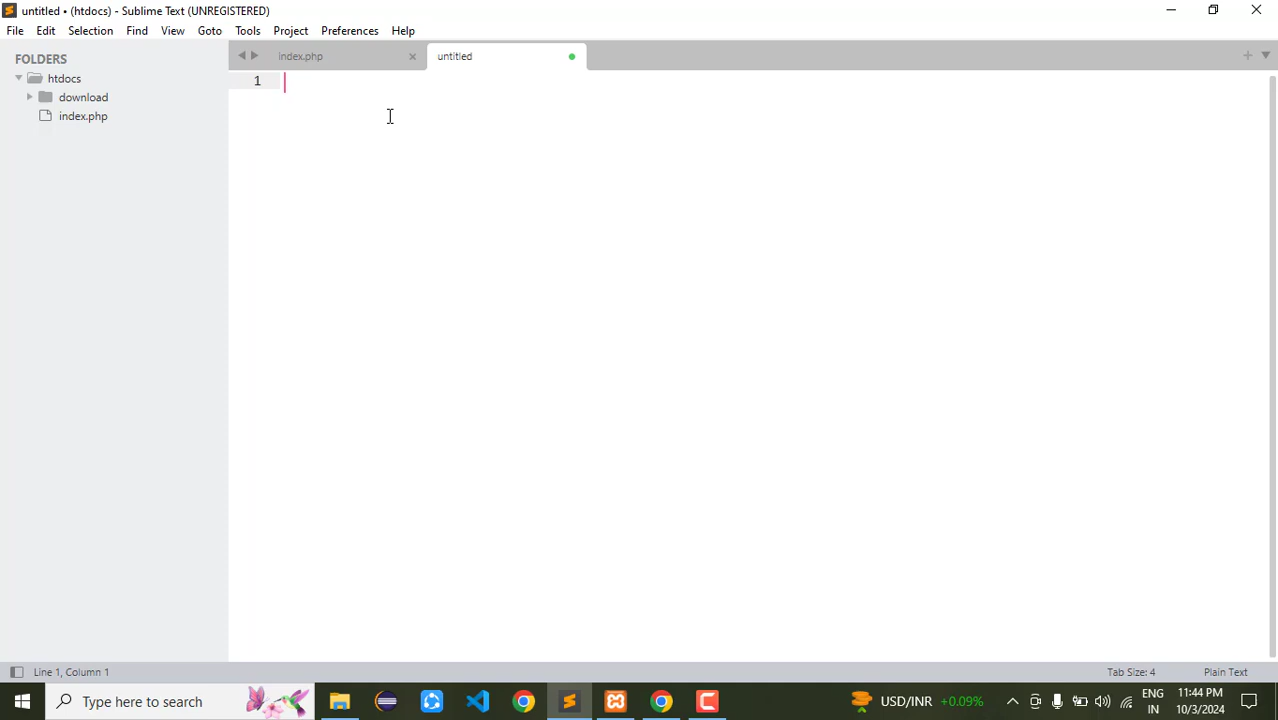 untitled • (htdocs) - Sublime Text (UNREGISTERED)
File Edit Selection Find View Goto Tools Project Preferences Help
FOLDERS
htdocs
download
index.php
index.php
untitled
1
Line 1, Column 1
Tab Size: 4
Plain Text
Type here to search
USD/INR +0.09%
ENG
IN
11:44 PM
10/3/2024